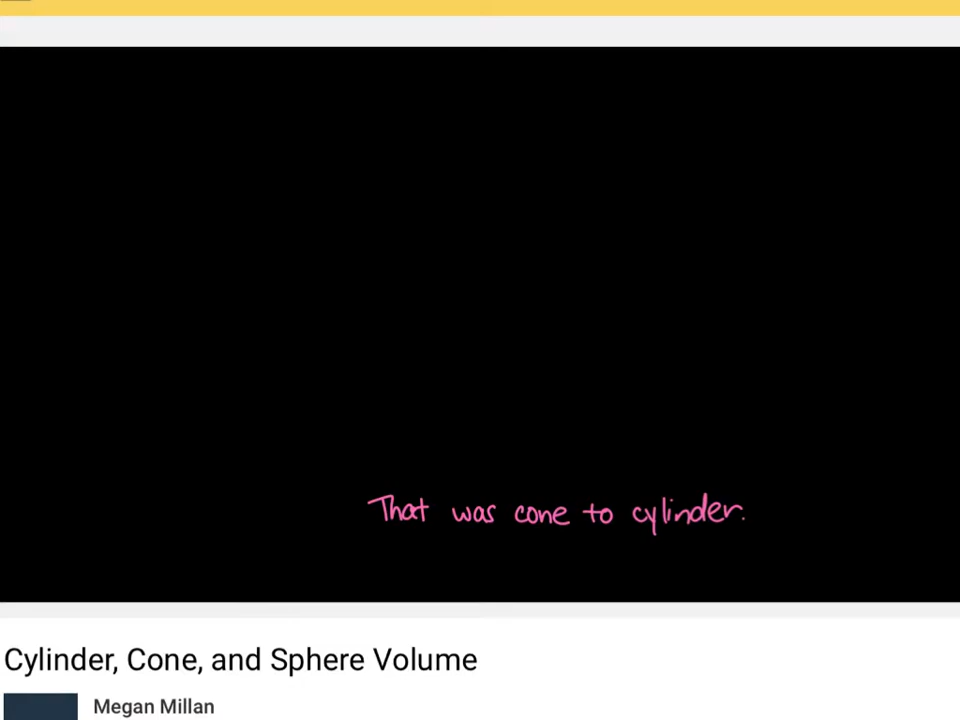 That was cone to cylinder.
Cylinder, Cone, and Sphere Volume
Megan Millan